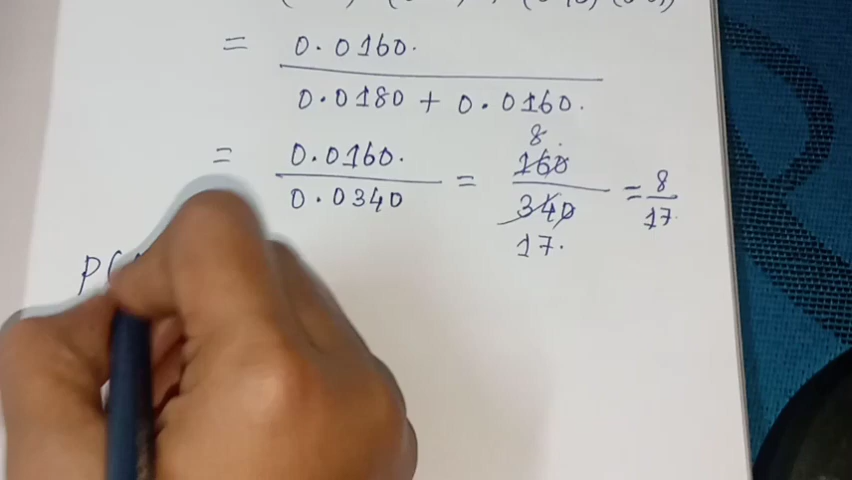 = 0.0160.
0.0180 + 0.0160.
= 0.0160. / 0.0340 = 160 / 340 = 8 / 17.
8.
17.
P(